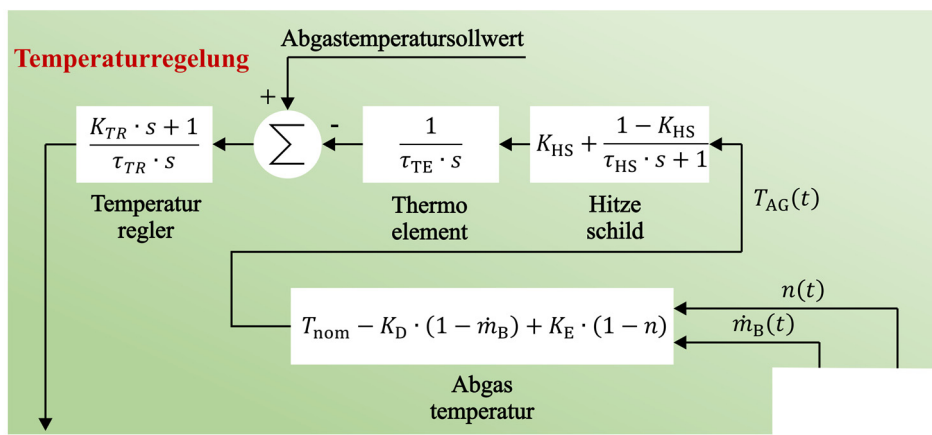 Abgastemperatursollwert
Temperaturregelung
+
-
K_TR · s + 1
τ_TR · s
∑
1
τ_TE · s
K_HS + (1 − K_HS)/(τ_HS · s + 1)
Temperatur
regler
Thermo
element
Hitze
schild
T_AG(t)
T_nom − K_D · (1 − ṁ_B) + K_E · (1 − n)
n(t)
ṁ_B(t)
Abgas
temperatur